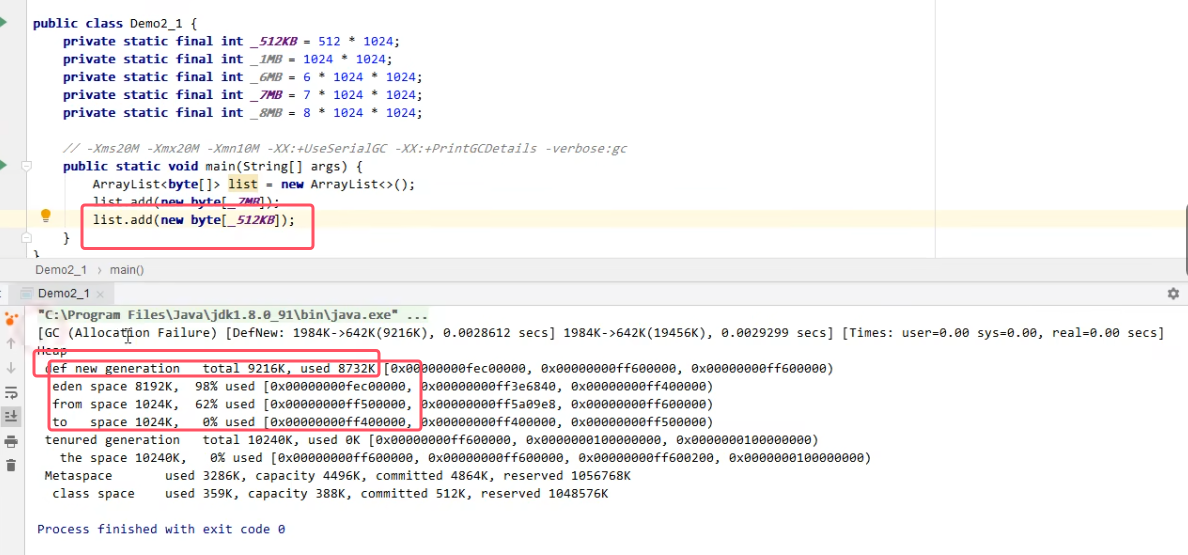 public class Demo2_1 {
private static final int _512KB = 512 * 1024;
private static final int _1MB = 1024 * 1024;
private static final int _6MB = 6 * 1024 * 1024;
private static final int _7MB = 7 * 1024 * 1024;
private static final int _8MB = 8 * 1024 * 1024;
// -Xms20M -Xmx20M -Xmn10M -XX:+UseSerialGC -XX:+PrintGCDetails -verbose:gc
public static void main(String[] args) {
ArrayList<byte[]> list = new ArrayList<>();
list.add(new byte[_7MB]);
list.add(new byte[_512KB]);
}
}
Demo2_1 › main()
Demo2_1 ×
"C:\Program Files\Java\jdk1.8.0_91\bin\java.exe" ...
[GC (Allocation Failure) [DefNew: 1984K->642K(9216K), 0.0028612 secs] 1984K->642K(19456K), 0.0029299 secs] [Times: user=0.00 sys=0.00, real=0.00 secs]
Heap
def new generation   total 9216K, used 8732K [0x00000000fec00000, 0x00000000ff600000, 0x00000000ff600000)
eden space 8192K,  98% used [0x00000000fec00000, 0x00000000ff3e6840, 0x00000000ff400000)
from space 1024K,  62% used [0x00000000ff500000, 0x00000000ff5a09e8, 0x00000000ff600000)
to   space 1024K,   0% used [0x00000000ff400000, 0x00000000ff400000, 0x00000000ff500000)
tenured generation   total 10240K, used 0K [0x00000000ff600000, 0x0000000100000000, 0x0000000100000000)
the space 10240K,   0% used [0x00000000ff600000, 0x00000000ff600000, 0x00000000ff600200, 0x0000000100000000)
Metaspace       used 3286K, capacity 4496K, committed 4864K, reserved 1056768K
class space    used 359K, capacity 388K, committed 512K, reserved 1048576K
Process finished with exit code 0